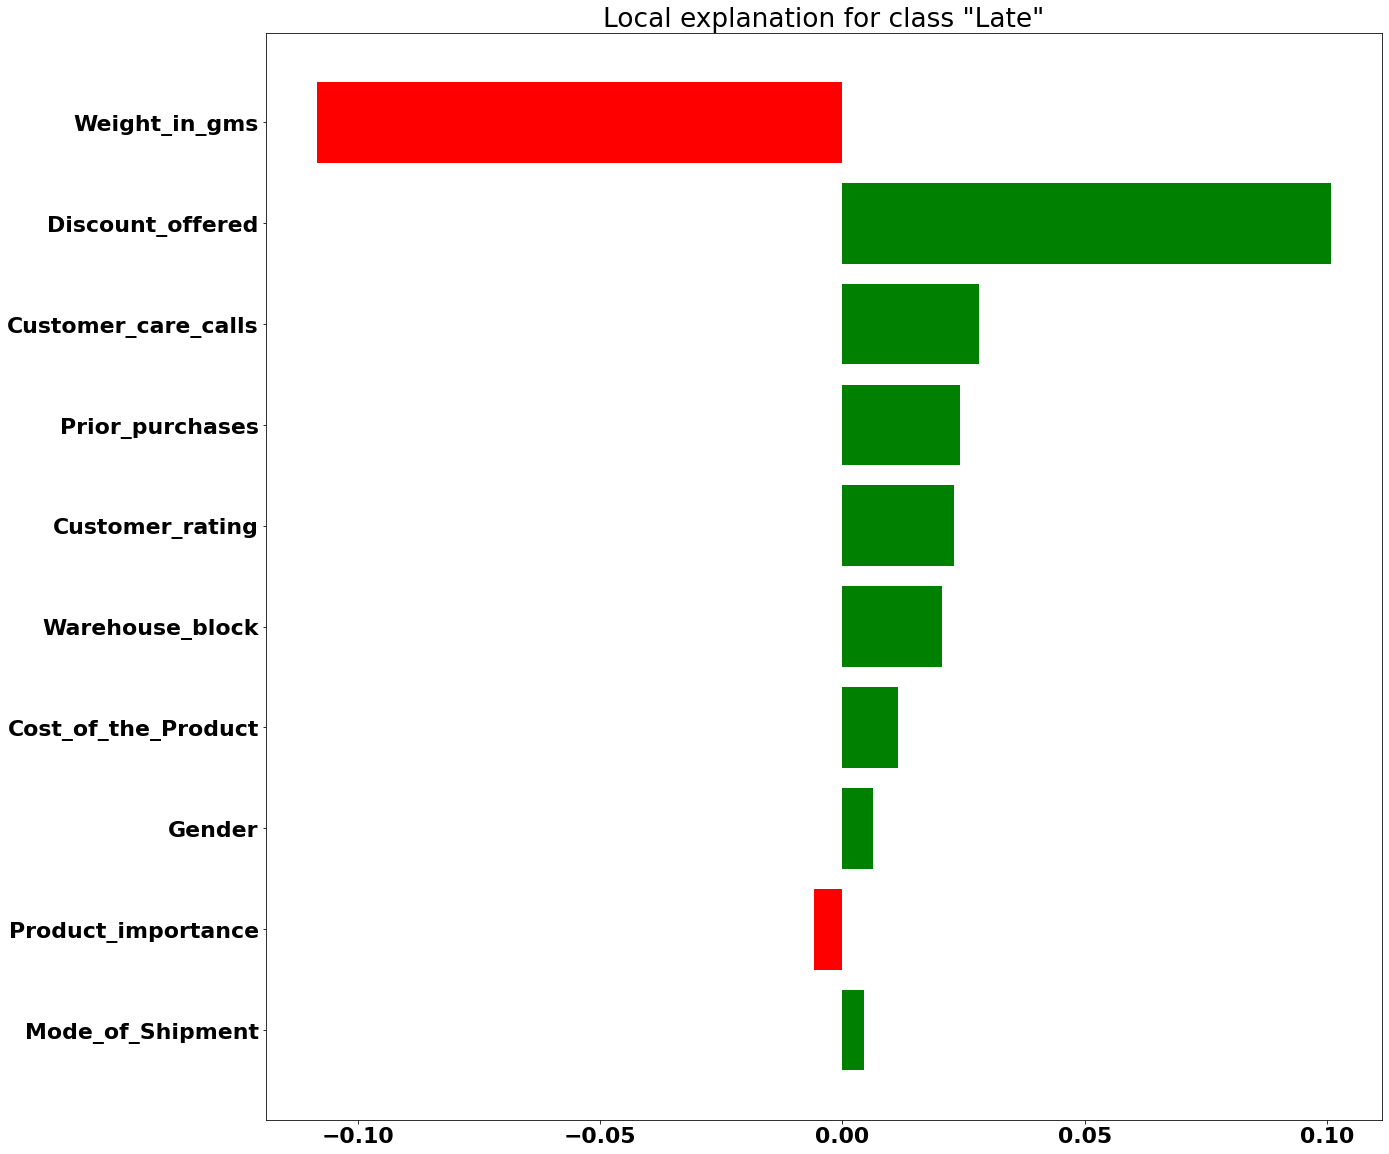 Local explanation for class "Late"
Weight_in_gms
Discount_offered
Customer_care_calls
Prior_purchases
Customer_rating
Warehouse_block
Cost_of_the_Product
Gender
Product_importance
Mode_of_Shipment
−0.10 −0.05 0.00 0.05 0.10